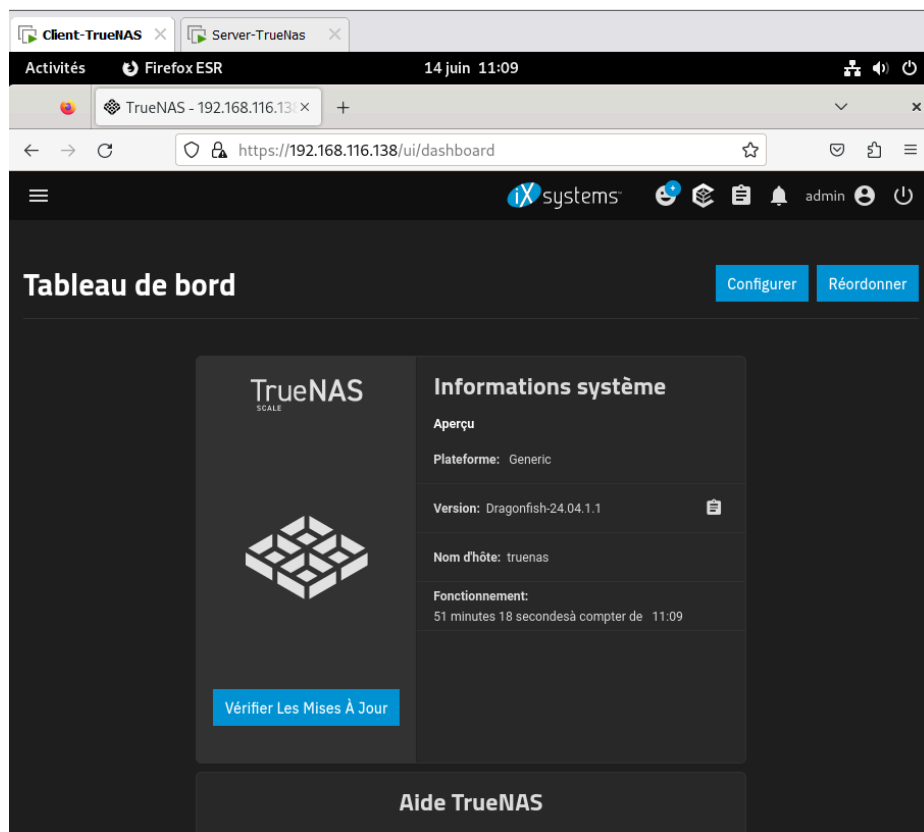 Client-TrueNAS
Server-TrueNas
Activités Firefox ESR 14 juin 11:09
TrueNAS - 192.168.116.138
https://192.168.116.138/ui/dashboard
iX systems admin
Tableau de bord Configurer Réordonner
TrueNAS
SCALE
Informations système
Aperçu
Plateforme: Generic
Version: Dragonfish-24.04.1.1
Nom d'hôte: truenas
Fonctionnement:
51 minutes 18 secondesà compter de 11:09
Vérifier Les Mises À Jour
Aide TrueNAS